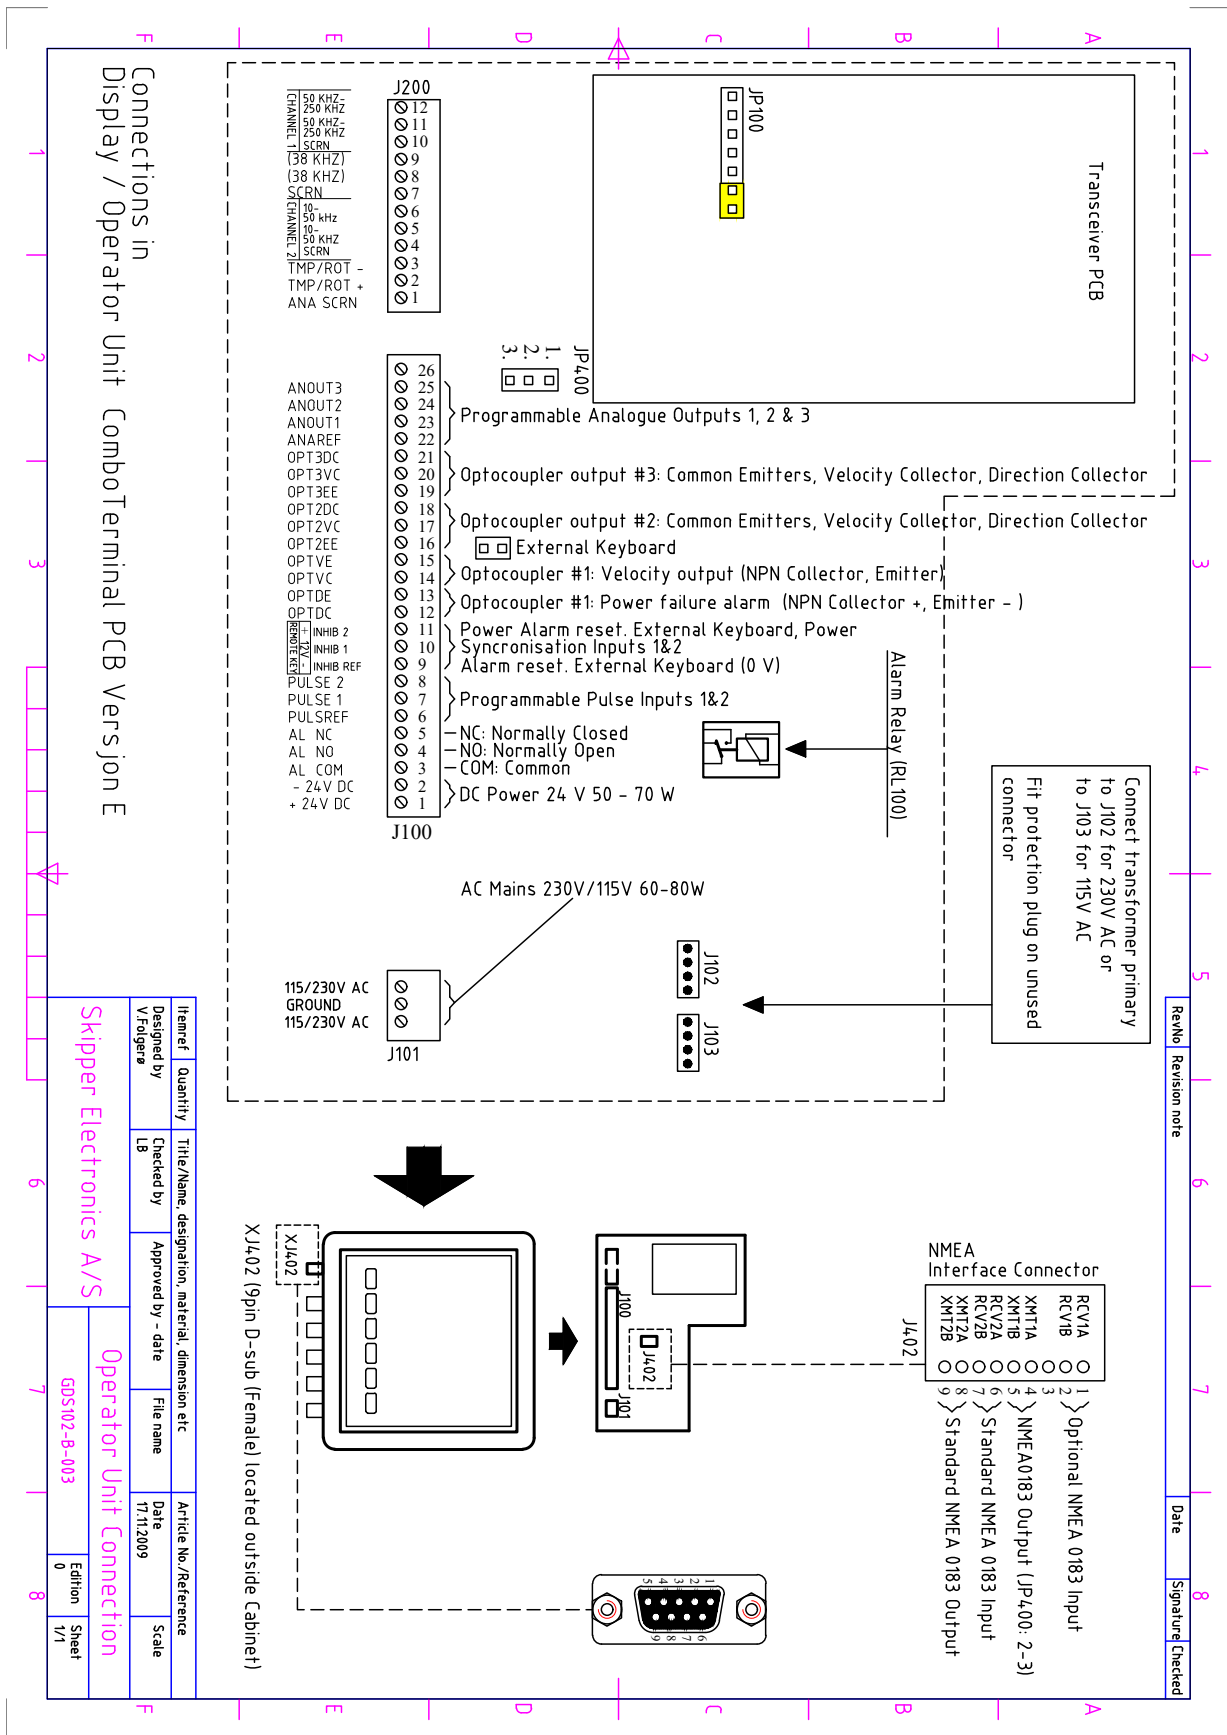 F
E
D
C
B
A
1
2
3
4
5
6
7
8
Connections in
Display / Operator Unit ComboTerminal PCB Versjon E
Transceiver PCB
JP100
J200
12
11
10
9
8
7
6
5
4
3
2
1
CHANNEL 1
50 KHZ-
250 KHZ
50 KHZ-
250 KHZ
SCRN
(38 KHZ)
(38 KHZ)
SCRN
CHANNEL 2
10-
50 kHz
10-
50 KHZ
SCRN
TMP/ROT -
TMP/ROT +
ANA SCRN
JP400
1.
2.
3.
26
ANOUT3 25
ANOUT2 24
ANOUT1 23
ANAREF 22
Programmable Analogue Outputs 1, 2 & 3
OPT3DC 21
OPT3VC 20
OPT3EE 19
Optocoupler output #3: Common Emitters, Velocity Collector, Direction Collector
OPT2DC 18
OPT2VC 17
OPT2EE 16
Optocoupler output #2: Common Emitters, Velocity Collector, Direction Collector
External Keyboard
OPTVE 15
OPTVC 14
Optocoupler #1: Velocity output (NPN Collector, Emitter)
OPTDE 13
OPTDC 12
Optocoupler #1: Power failure alarm (NPN Collector +, Emitter - )
REMOTE KEY
+ 12V -
INHIB 2 11
INHIB 1 10
INHIB REF 9
Power Alarm reset. External Keyboard, Power
Syncronisation Inputs 1&2
Alarm reset. External Keyboard (0 V)
PULSE 2 8
PULSE 1 7
PULSREF 6
Programmable Pulse Inputs 1&2
AL NC 5 NC: Normally Closed
AL NO 4 NO: Normally Open
AL COM 3 COM: Common
- 24V DC 2
+ 24V DC 1
DC Power 24 V 50 - 70 W
J100
Alarm Relay (RL100)
Connect transformer primary
to J102 for 230V AC or
to J103 for 115V AC
Fit protection plug on unused
connector
AC Mains 230V/115V 60-80W
J102
J103
115/230V AC
GROUND
115/230V AC
J101
XJ402
XJ402 (9pin D-sub (Female) located outside Cabinet)
J100
J402
J101
NMEA
Interface Connector
RCV1A 1
RCV1B 2
3
XMT1A 4
XMT1B 5
RCV2A 6
RCV2B 7
XMT2A 8
XMT2B 9
J402
Optional NMEA 0183 Input
NMEA0183 Output (JP400: 2-3)
Standard NMEA 0183 Input
Standard NMEA 0183 Output
1
2
3
4
5
6
7
8
9
RevNo
Revision note
Date
Signature
Checked
Itemref
Quantity
Title/Name, designation, material, dimension etc
Article No./Reference
Designed by
V.Folgerø
Checked by
LB
Approved by - date
File name
Date
17.11.2009
Scale
Skipper Electronics A/S
Operator Unit Connection
GDS102-B-003
Edition
0
Sheet
1/1
1
2
3
4
5
6
7
8
F
E
D
C
B
A